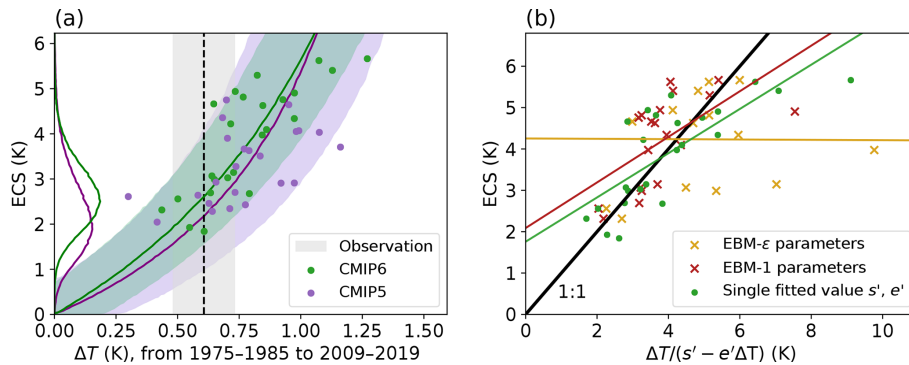 (a)
ECS (K)
6
5
4
3
2
1
0
Observation
CMIP6
CMIP5
0.00 0.25 0.50 0.75 1.00 1.25 1.50
ΔT (K), from 1975–1985 to 2009–2019
(b)
ECS (K)
6
5
4
3
2
1
0
1:1
EBM-ε parameters
EBM-1 parameters
Single fitted value s', e'
0 2 4 6 8 10
ΔT/(s′ − e′ΔT) (K)